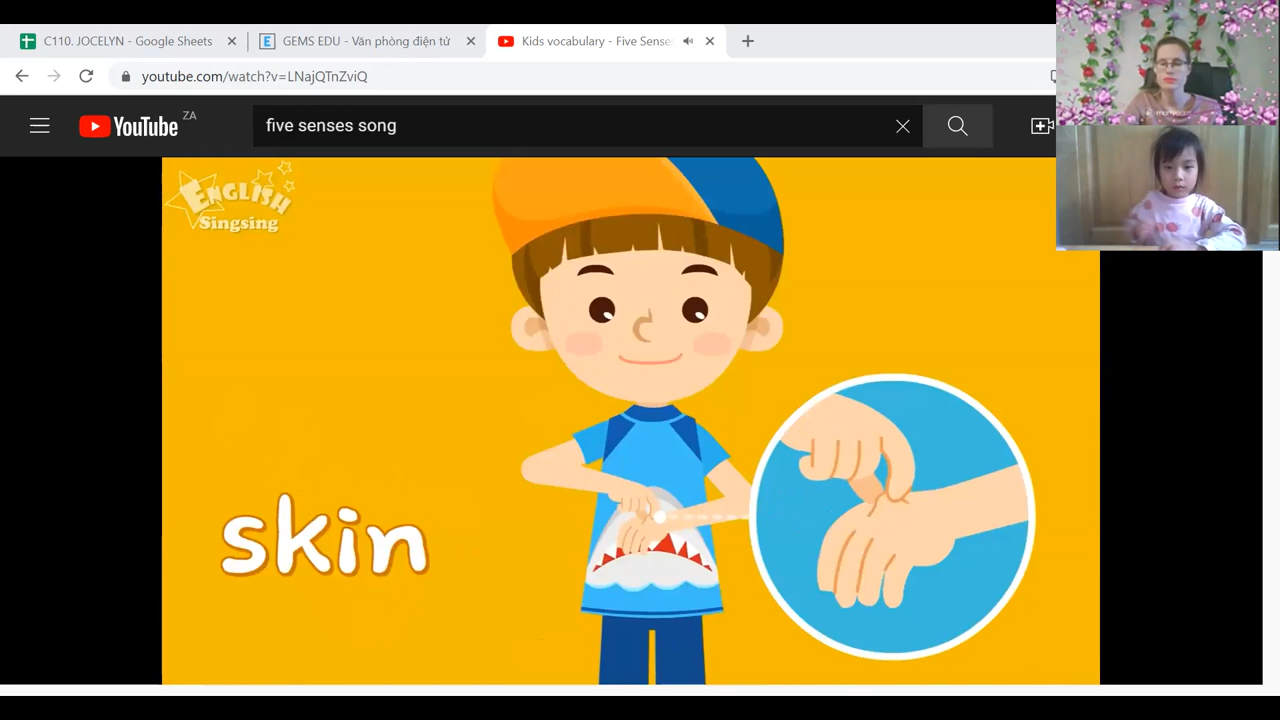 C110. JOCELYN - Google Sheets
GEMS EDU - Văn phòng điện tử
Kids vocabulary - Five Sense
youtube.com/watch?v=LNajQTnZviQ
YouTube ZA
five senses song
ENGLISH
Singsing
skin